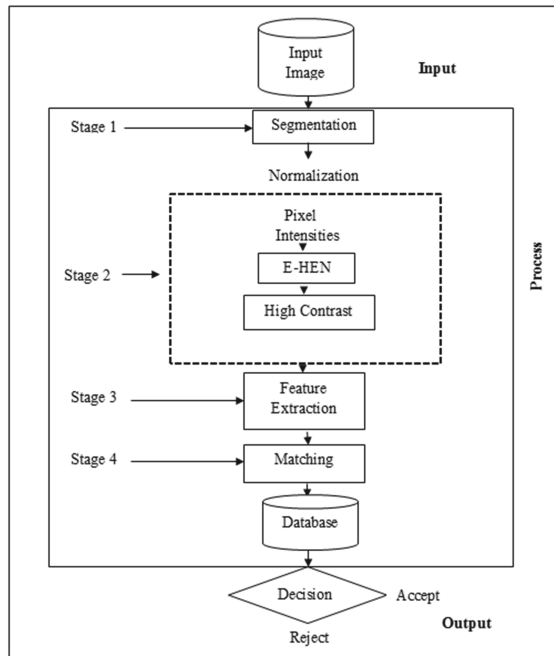 Input
Image
Input
Stage 1
Segmentation
Normalization
Pixel
Intensities
Stage 2
E-HEN
High Contrast
Process
Stage 3
Feature
Extraction
Stage 4
Matching
Database
Decision
Accept
Output
Reject